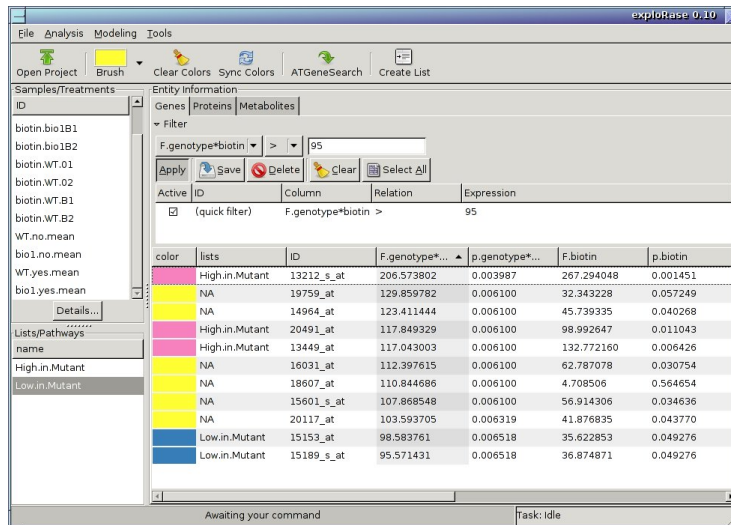 exploRase 0.10
File Analysis Modeling Tools
Open Project Brush Clear Colors Sync Colors ATGeneSearch Create List
Samples/Treatments
ID
biotin.bio1B1
biotin.bio1B2
biotin.WT.01
biotin.WT.02
biotin.WT.B1
biotin.WT.B2
WT.no.mean
bio1.no.mean
WT.yes.mean
bio1.yes.mean
Details...
Lists/Pathways
name
High.in.Mutant
Low.in.Mutant
Entity Information
Genes Proteins Metabolites
Filter
F.genotype*biotin > 95
Apply Save Delete Clear Select All
Active ID Column Relation Expression
(quick filter) F.genotype*biotin > 95
color lists ID F.genotype*... p.genotype*... F.biotin p.biotin
High.in.Mutant 13212_s_at 206.573802 0.003987 267.294048 0.001451
NA 19759_at 129.859782 0.006100 32.343228 0.057249
NA 14964_at 123.411444 0.006100 45.739335 0.040268
High.in.Mutant 20491_at 117.849329 0.006100 98.992647 0.011043
High.in.Mutant 13449_at 117.043003 0.006100 132.772160 0.006426
NA 16031_at 112.397615 0.006100 62.787078 0.030754
NA 18607_at 110.844686 0.006100 4.708506 0.564654
NA 15601_s_at 107.868548 0.006100 56.914306 0.034636
NA 20117_at 103.593705 0.006319 41.876835 0.043770
Low.in.Mutant 15153_at 98.583761 0.006518 35.622853 0.049276
Low.in.Mutant 15189_s_at 95.571431 0.006518 36.874871 0.049276
Awaiting your command Task: Idle